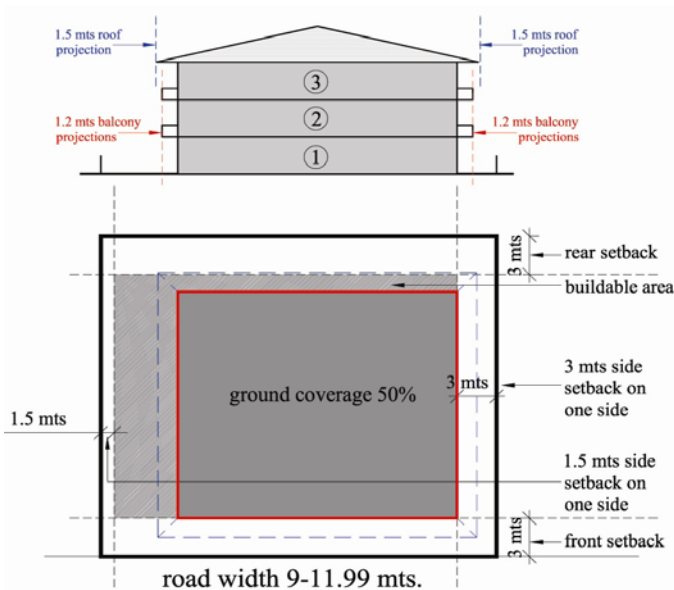 1.5 mts roof
projection
1.5 mts roof
projection
③
1.2 mts balcony
projections
②
1.2 mts balcony
projections
①
3 mts
rear setback
buildable area
ground coverage 50%
3 mts
3 mts side
setback on
one side
1.5 mts
1.5 mts side
setback on
one side
3 mts
front setback
road width 9-11.99 mts.